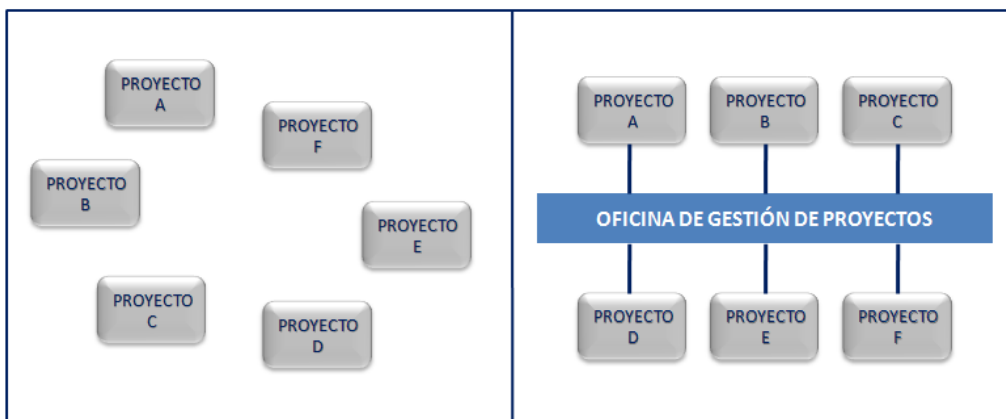 PROYECTO
A
PROYECTO
F
PROYECTO
B
PROYECTO
E
PROYECTO
C
PROYECTO
D
PROYECTO
A
PROYECTO
B
PROYECTO
C
OFICINA DE GESTIÓN DE PROYECTOS
PROYECTO
D
PROYECTO
E
PROYECTO
F